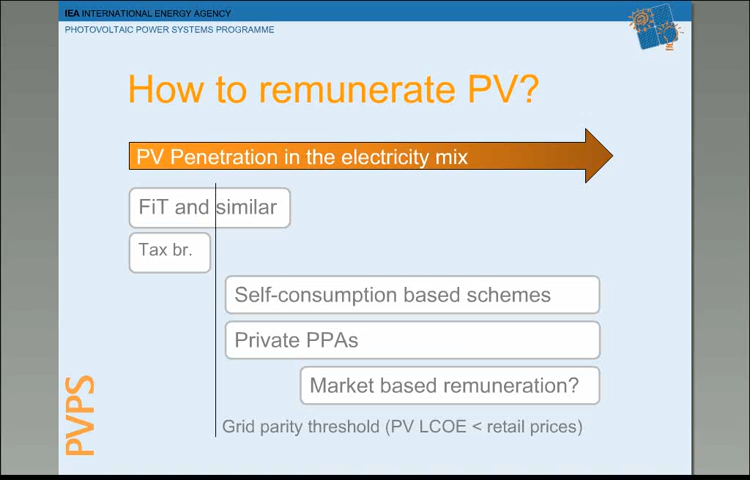 IEA INTERNATIONAL ENERGY AGENCY
PHOTOVOLTAIC POWER SYSTEMS PROGRAMME
How to remunerate PV?
PV Penetration in the electricity mix
FiT and similar
Tax br.
Self-consumption based schemes
Private PPAs
Market based remuneration?
Grid parity threshold (PV LCOE < retail prices)
PVPS